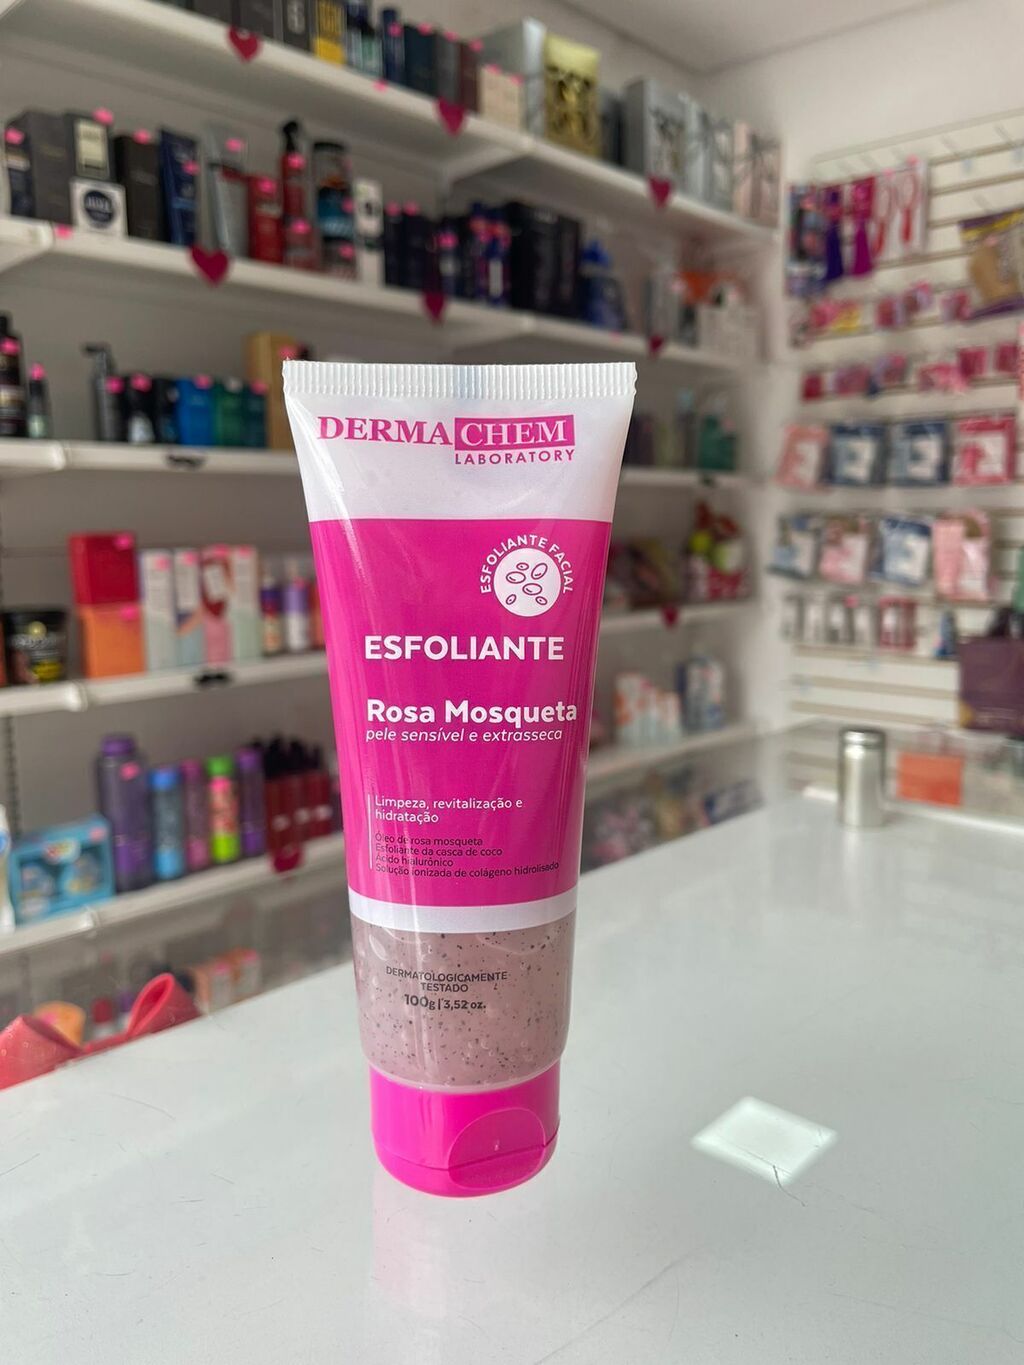 DERMA CHEM
LABORATORY
ESFOLIANTE FACIAL
ESFOLIANTE
Rosa Mosqueta
pele sensível e extrasseca
Limpeza, revitalização e
hidratação
Óleo de rosa mosqueta
Esfoliante da casca de coco
Ácido hialurônico
Solução ionizada de colágeno hidrolisado
DERMATOLOGICAMENTE
TESTADO
100g | 3,52 oz.